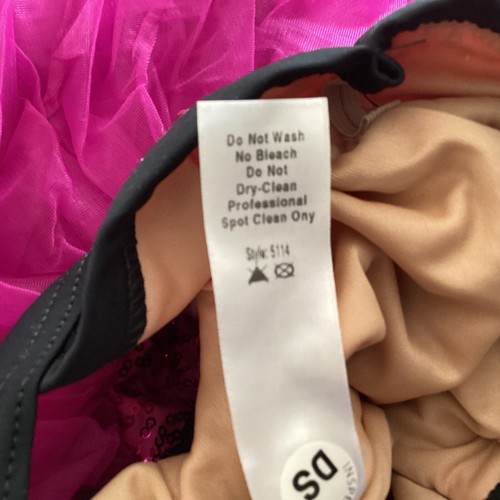 Do Not Wash
No Bleach
Do Not
Dry-Clean
Professional
Spot Clean Ony
Style: 5114
DS